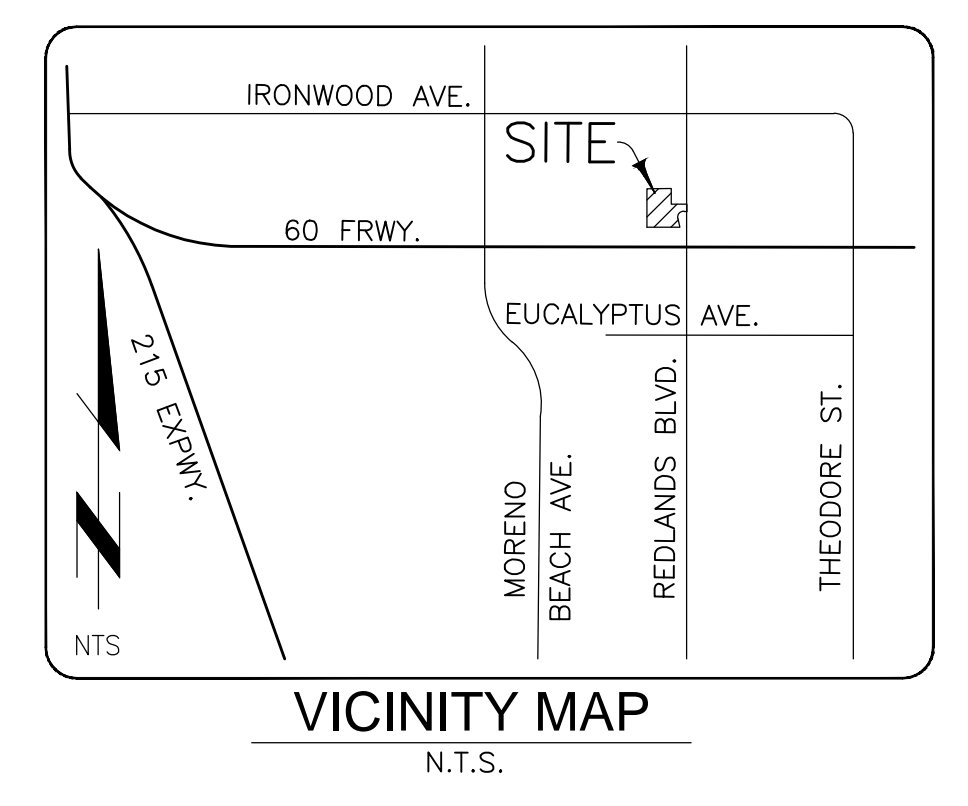 IRONWOOD AVE.
SITE
60 FRWY.
EUCALYPTUS AVE.
215 EXPWY.
MORENO
BEACH AVE.
REDLANDS BLVD.
THEODORE ST.
N
NTS
VICINITY MAP
N.T.S.